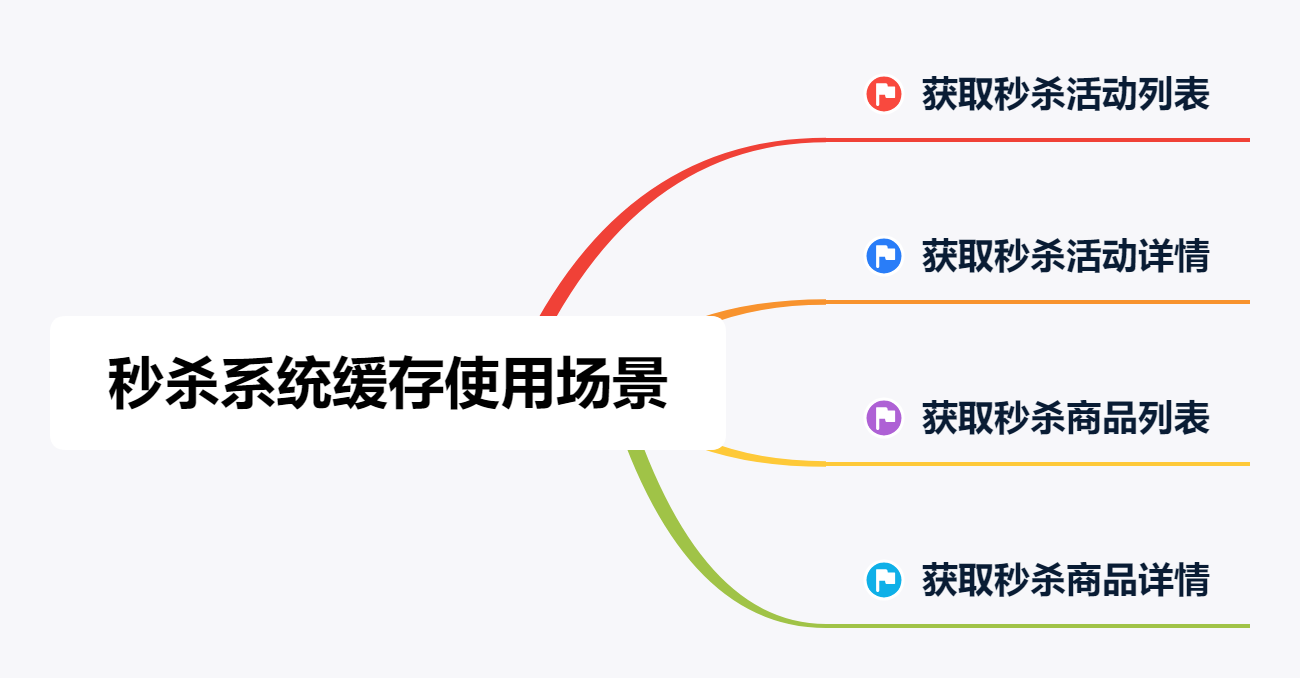 获取秒杀活动列表
获取秒杀活动详情
秒杀系统缓存使用场景
获取秒杀商品列表
获取秒杀商品详情